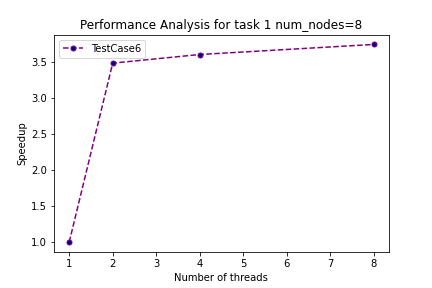 Performance Analysis for task 1 num_nodes=8
TestCase6
Speedup
3.5
3.0
2.5
2.0
1.5
1.0
1 2 3 4 5 6 7 8
Number of threads